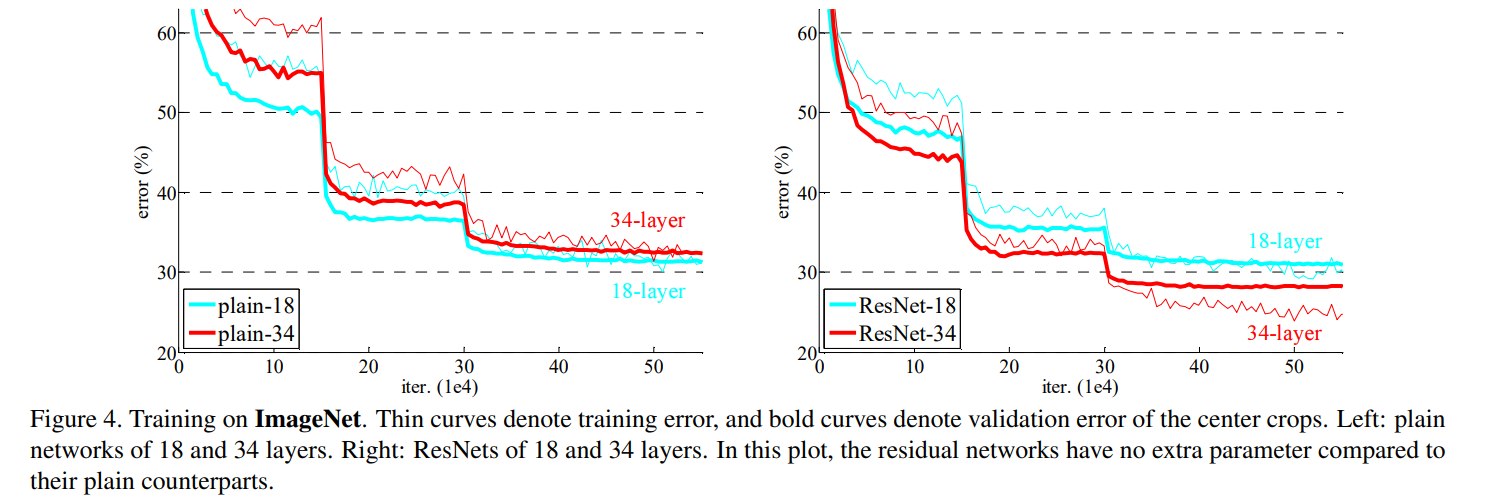 60
50
40
30
20
error (%)
34-layer
18-layer
plain-18
plain-34
0 10 20 30 40 50
iter. (1e4)
60
50
40
30
20
error (%)
18-layer
34-layer
ResNet-18
ResNet-34
0 10 20 30 40 50
iter. (1e4)
Figure 4. Training on ImageNet. Thin curves denote training error, and bold curves denote validation error of the center crops. Left: plain
networks of 18 and 34 layers. Right: ResNets of 18 and 34 layers. In this plot, the residual networks have no extra parameter compared to
their plain counterparts.